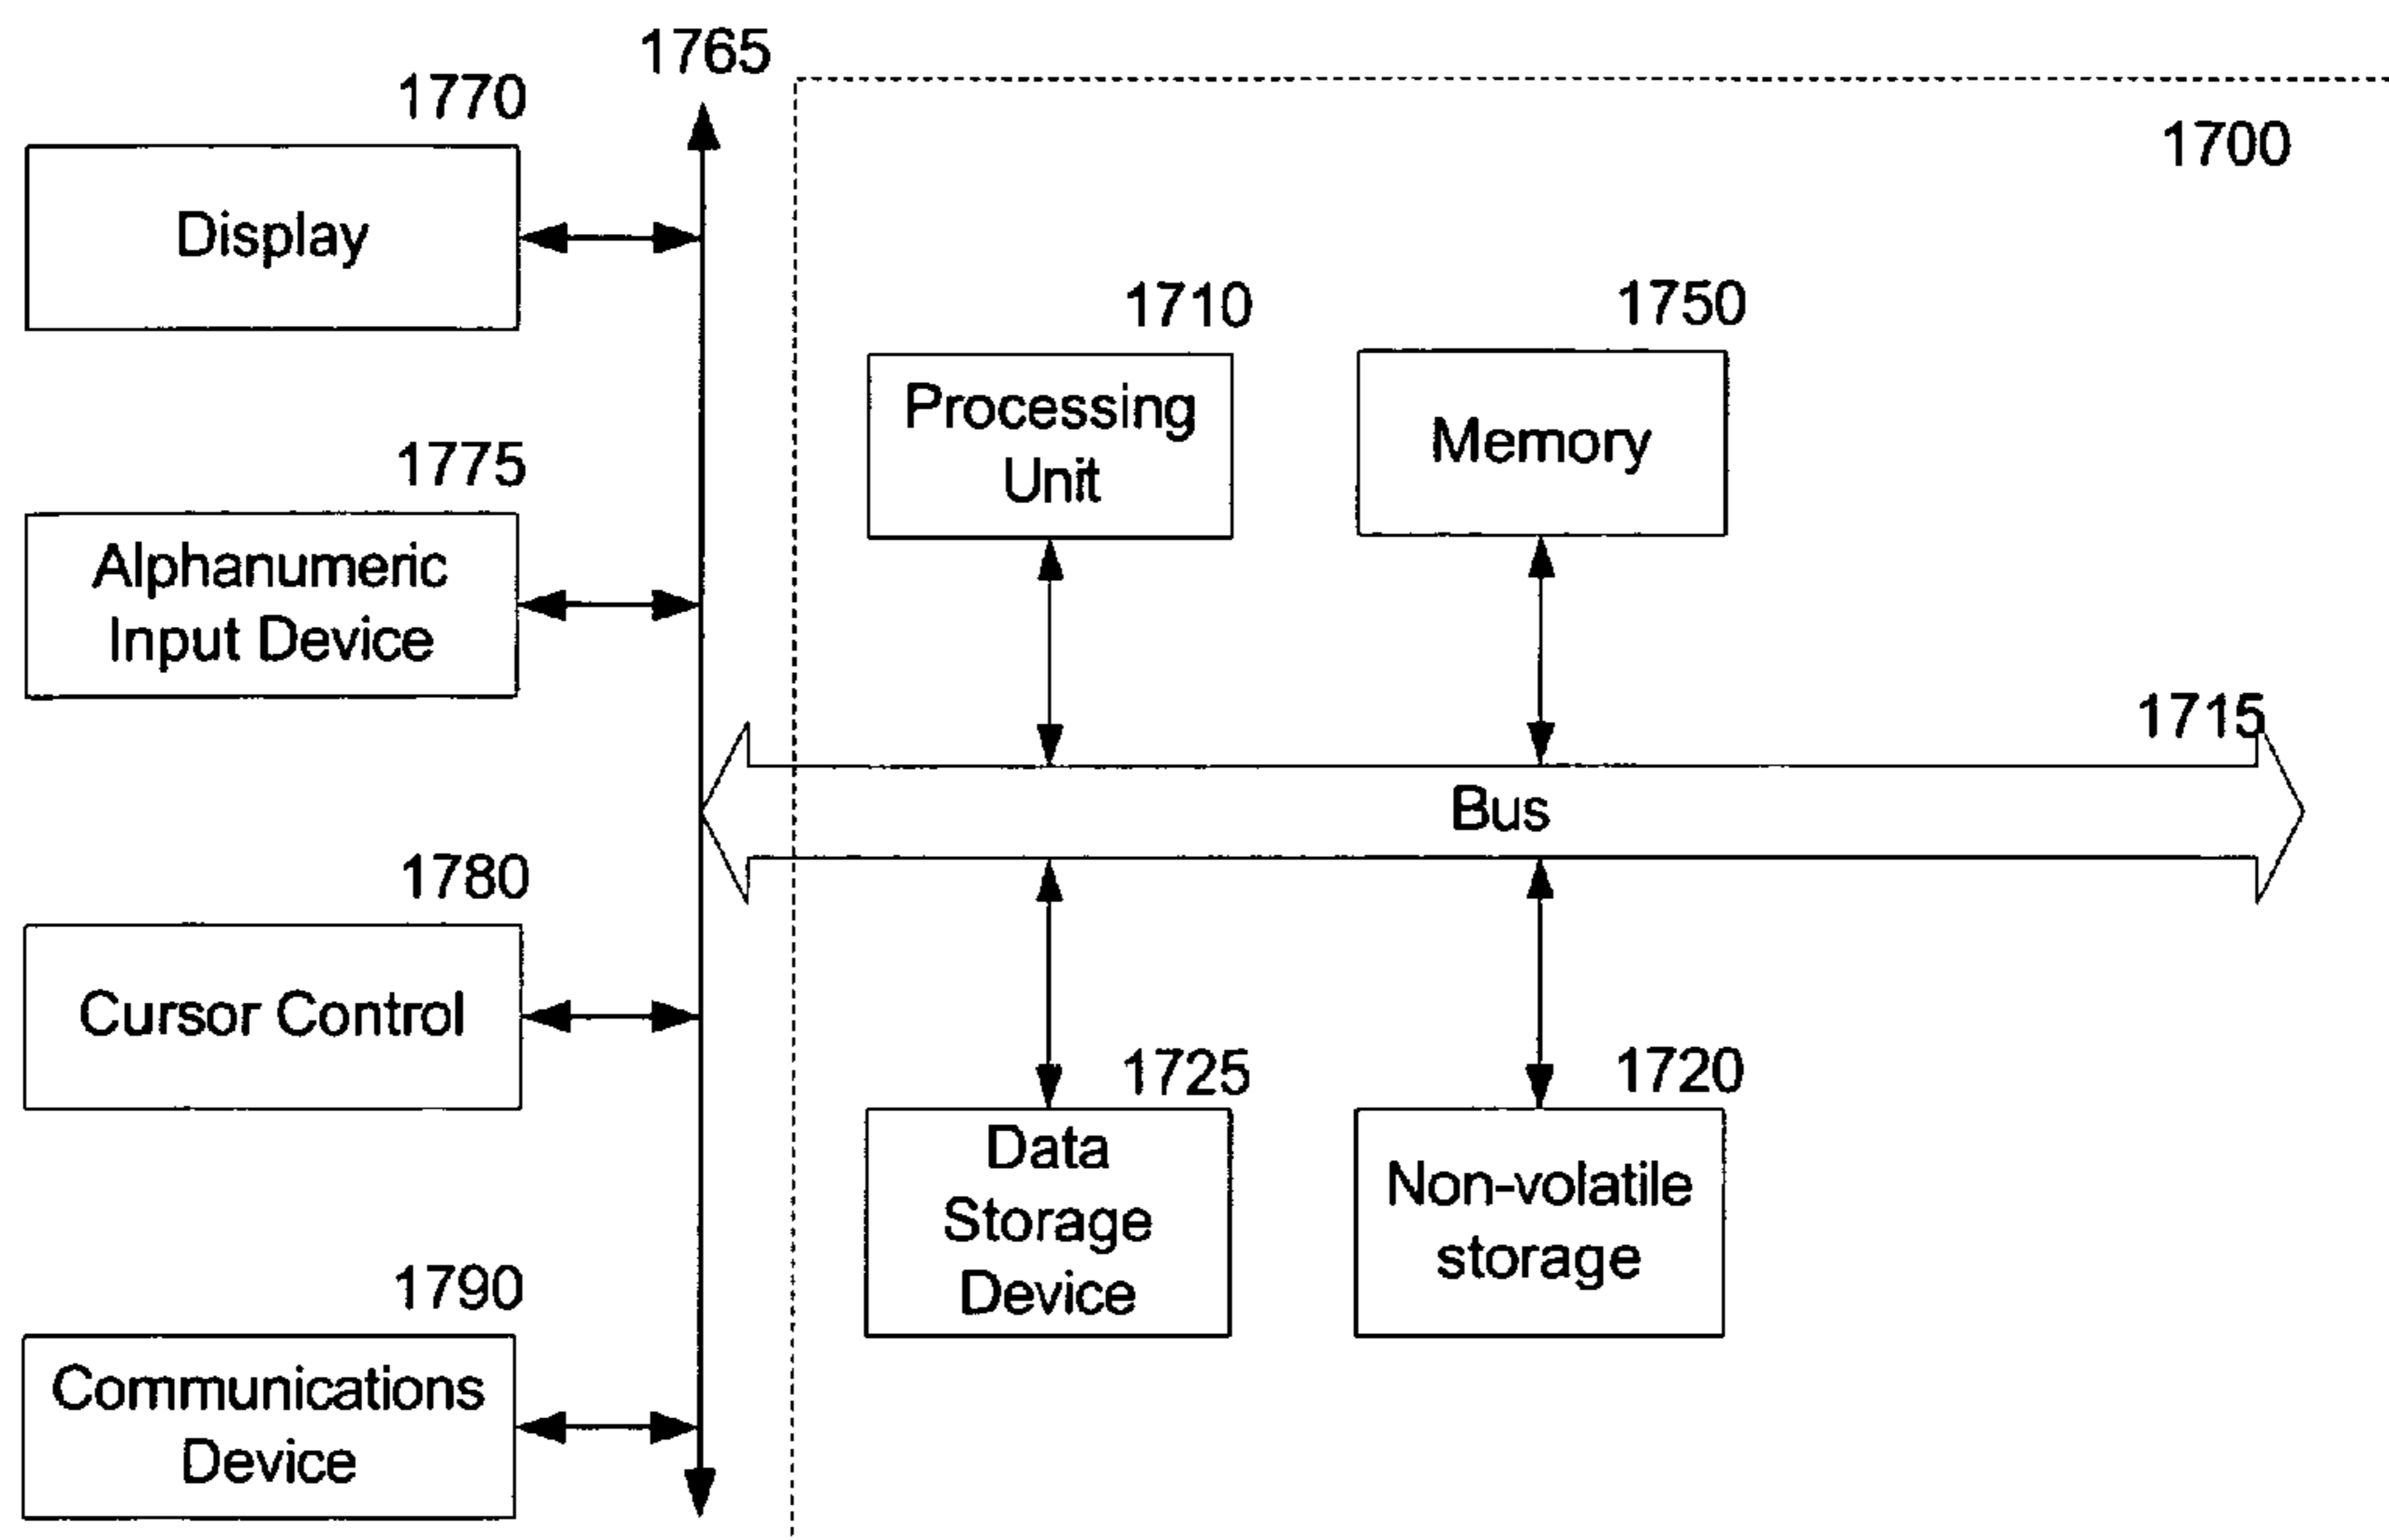 1765
1770
1700
Display
1710
1750
Processing
Unit
Memory
1775
Alphanumeric
Input Device
1715
Bus
1780
Cursor Control
1725
1720
Data
Storage
Device
Non-volatile
storage
1790
Communications
Device